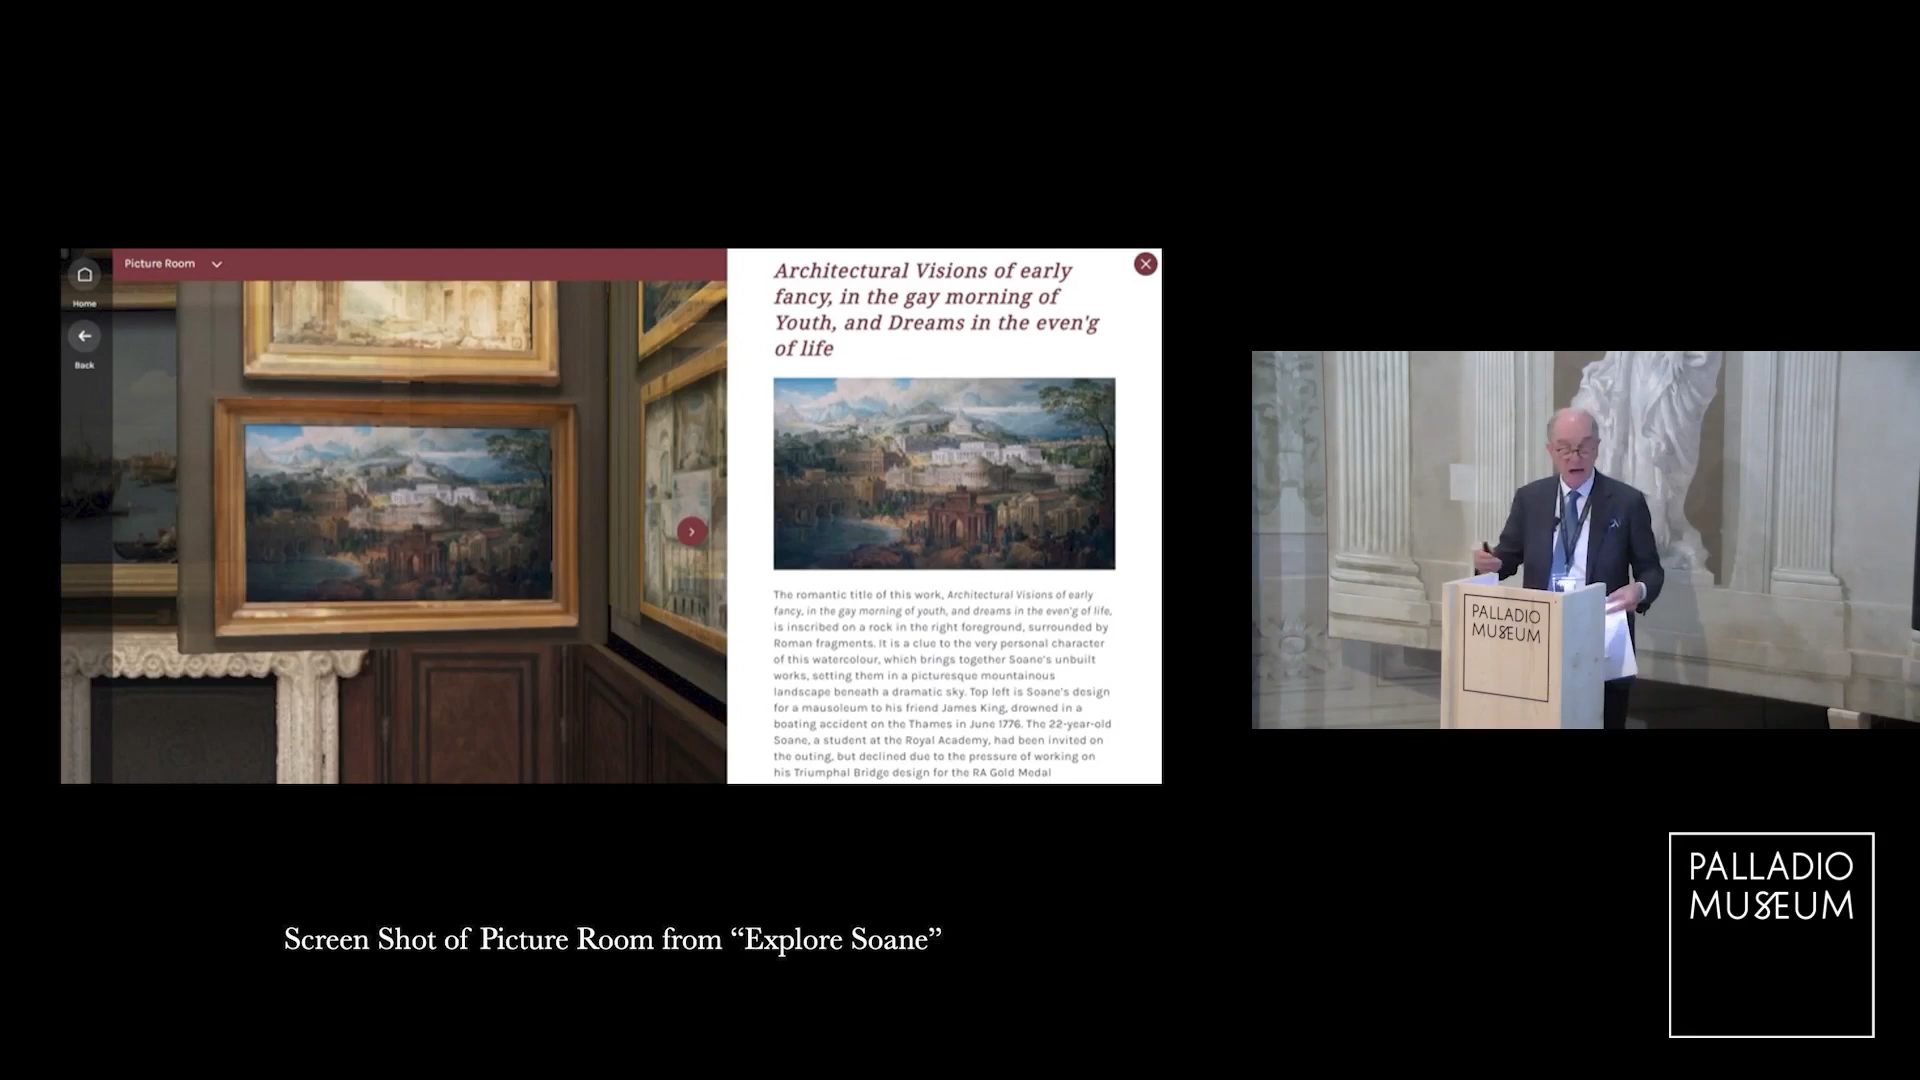 Picture Room
Home
Back
Architectural Visions of early
fancy, in the gay morning of
Youth, and Dreams in the even'g
of life
The romantic title of this work, Architectural Visions of early
fancy, in the gay morning of youth, and dreams in the even'g of life,
is inscribed on a rock in the right foreground, surrounded by
Roman fragments. It is a clue to the very personal character
of this watercolour, which brings together Soane's unbuilt
works, setting them in a picturesque mountainous
landscape beneath a dramatic sky. Top left is Soane's design
for a mausoleum to his friend James King, drowned in a
boating accident on the Thames in June 1776. The 22-year-old
Soane, a student at the Royal Academy, had been invited on
the outing, but declined due to the pressure of working on
his Triumphal Bridge design for the RA Gold Medal
PALLADIO
MUSEUM
Screen Shot of Picture Room from “Explore Soane”
PALLADIO
MUSEUM